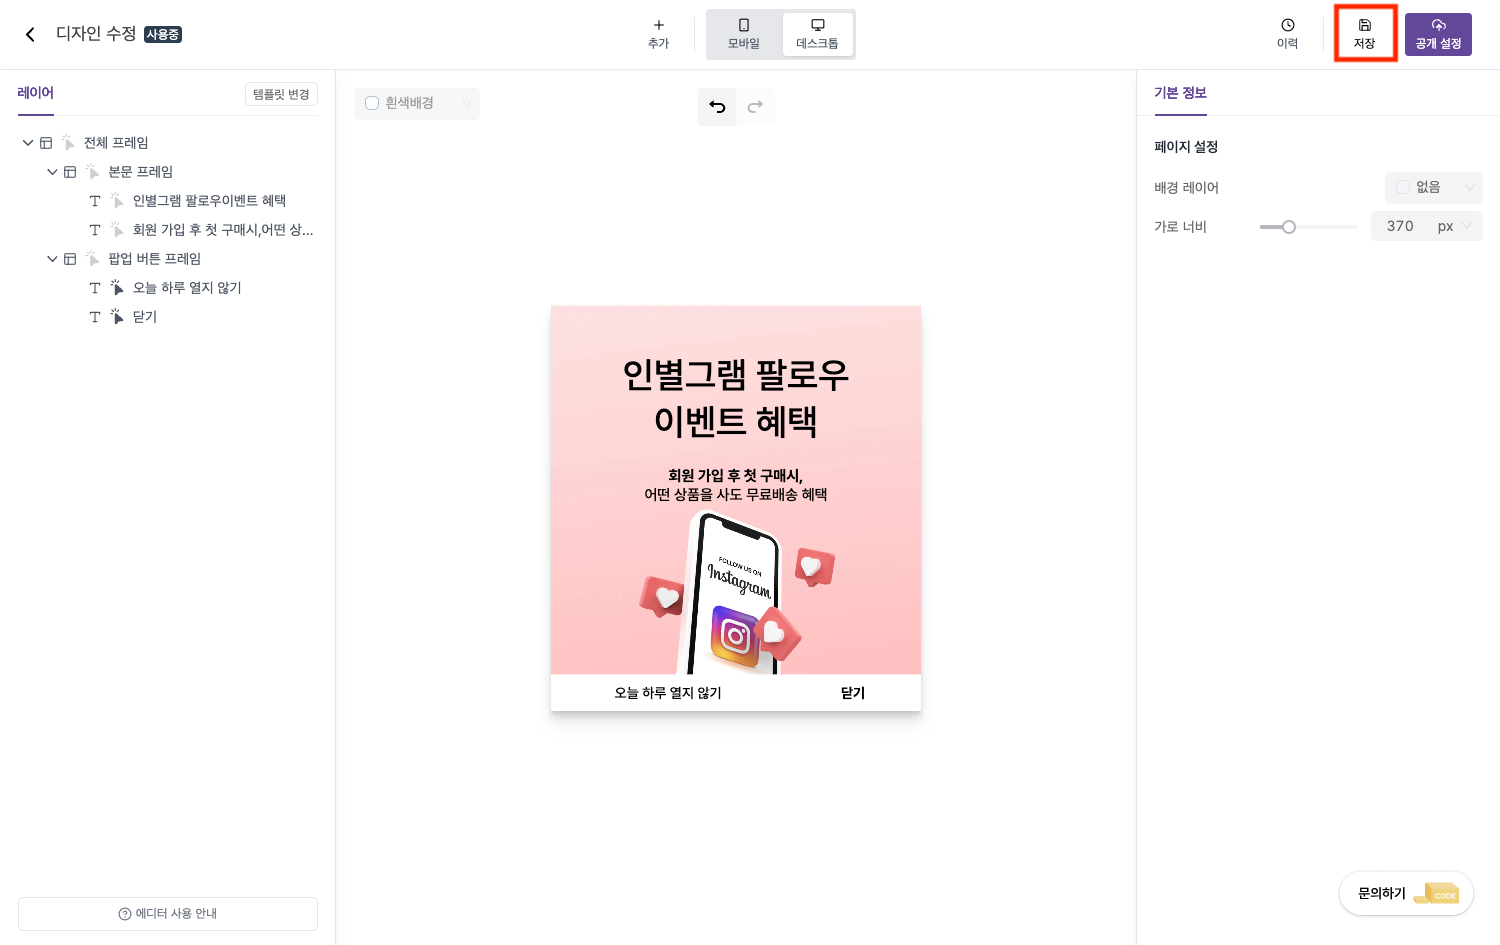 디자인 수정 사용중
추가
모바일
데스크톱
이력
저장
공개 설정
레이어
템플릿 변경
전체 프레임
본문 프레임
인별그램 팔로우이벤트 혜택
회원 가입 후 첫 구매시,어떤 상...
팝업 버튼 프레임
오늘 하루 열지 않기
닫기
에디터 사용 안내
흰색배경
인별그램 팔로우
이벤트 혜택
회원 가입 후 첫 구매시,
어떤 상품을 사도 무료배송 혜택
FOLLOW US ON
Instagram
오늘 하루 열지 않기
닫기
기본 정보
페이지 설정
배경 레이어
없음
가로 너비
370 px
문의하기
CODE